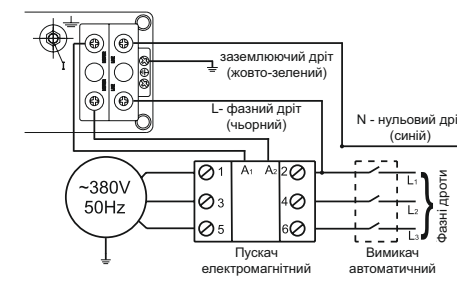 заземлюючий дріт
(жовто-зелений)
L- фазний дріт
(чорний)
N - нульовий дрі
(синій)
1 A1 A2 2
3 4
5 6
~380V
50Hz
L1
L2
L3
Фазні дроти
Пускач
електромагнітний
Вимикач
автоматичний